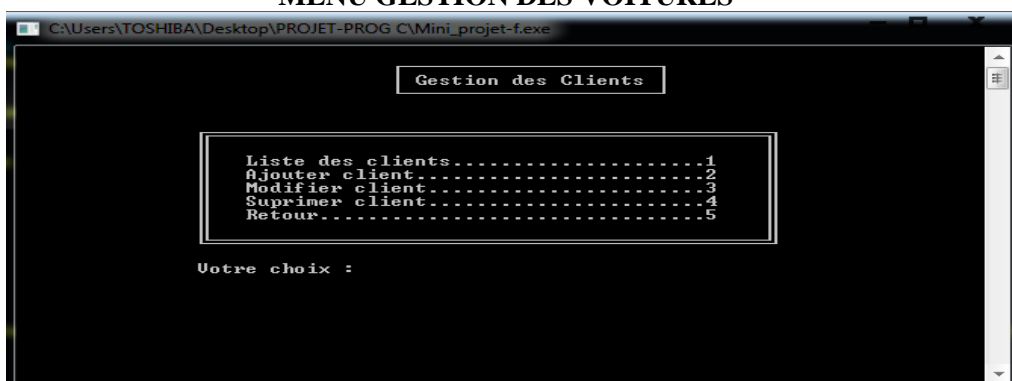 MENU GESTION DES VOITURES
C:\Users\TOSHIBA\Desktop\PROJET-PROG C\Mini_projet-f.exe
Gestion des Clients
Liste des clients......................1
Ajouter client.........................2
Modifier client........................3
Suprimer client........................4
Retour.................................5
Votre choix :